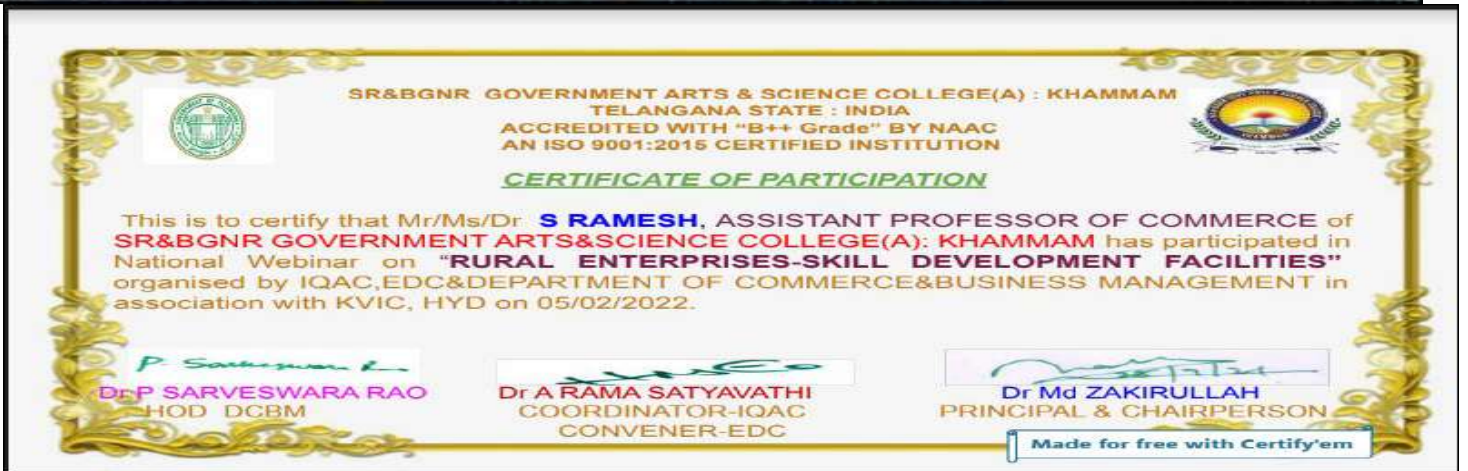 SR&BGNR GOVERNMENT ARTS & SCIENCE COLLEGE(A) : KHAMMAM
TELANGANA STATE : INDIA
ACCREDITED WITH "B++ Grade" BY NAAC
AN ISO 9001:2015 CERTIFIED INSTITUTION
CERTIFICATE OF PARTICIPATION
This is to certify that Mr/Ms/Dr S RAMESH, ASSISTANT PROFESSOR OF COMMERCE of
SR&BGNR GOVERNMENT ARTS&SCIENCE COLLEGE(A): KHAMMAM has participated in
National Webinar on "RURAL ENTERPRISES-SKILL DEVELOPMENT FACILITIES"
organised by IQAC,EDC&DEPARTMENT OF COMMERCE&BUSINESS MANAGEMENT in
association with KVIC, HYD on 05/02/2022.
Dr P SARVESWARA RAO Dr A RAMA SATYAVATHI Dr Md ZAKIRULLAH
HOD DCBM COORDINATOR-IQAC PRINCIPAL & CHAIRPERSON
CONVENER-EDC
Made for free with Certify'em